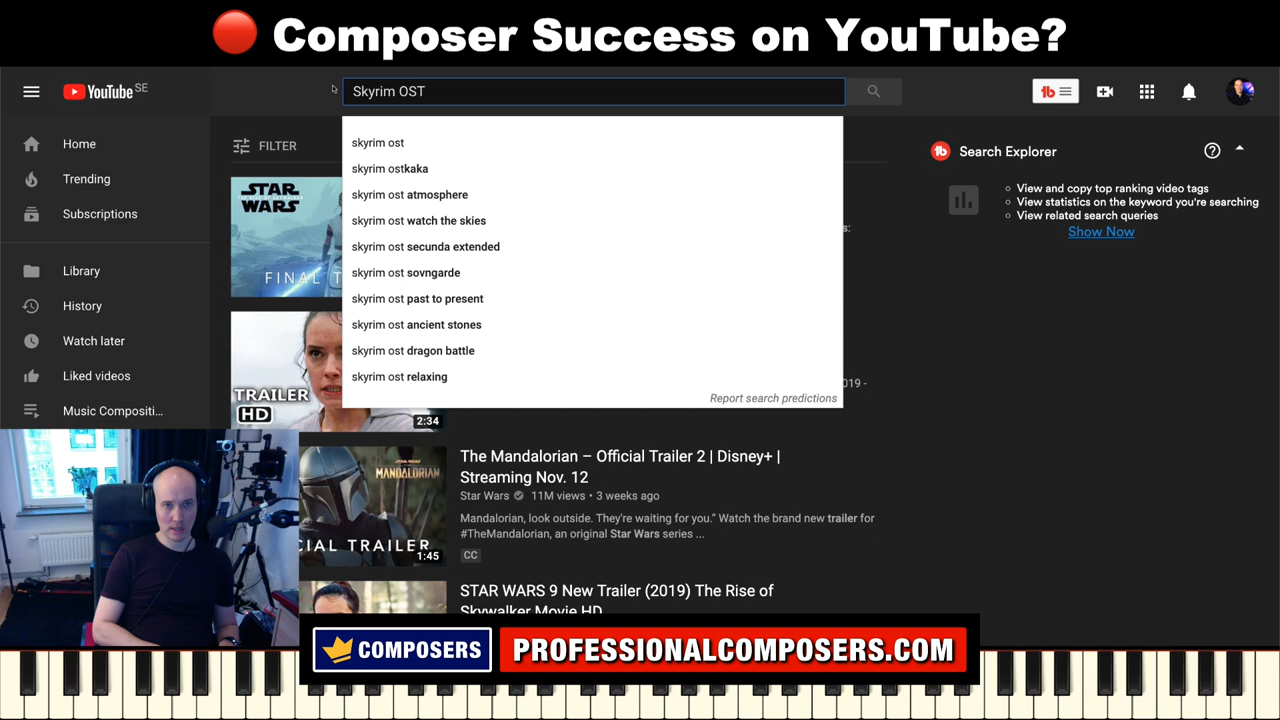 Composer Success on YouTube?
YouTube SE
Skyrim OST
Home
Trending
Subscriptions
Library
History
Watch later
Liked videos
Music Compositi...
FILTER
skyrim ost
skyrim ostkaka
skyrim ost atmosphere
skyrim ost watch the skies
skyrim ost secunda extended
skyrim ost sovngarde
skyrim ost past to present
skyrim ost ancient stones
skyrim ost dragon battle
skyrim ost relaxing
Report search predictions
Search Explorer
View and copy top ranking video tags
View statistics on the keyword you're searching
View related search queries
Show Now
STAR
WARS
FINAL T
s:
TRAILER
HD
2:34
019 -
MANDALORIAN
CIAL TRAILER
1:45
The Mandalorian – Official Trailer 2 | Disney+ |
Streaming Nov. 12
Star Wars 11M views • 3 weeks ago
Mandalorian, look outside. They're waiting for you." Watch the brand new trailer for
#TheMandalorian, an original Star Wars series ...
CC
STAR WARS 9 New Trailer (2019) The Rise of
Skywalker Movie HD
COMPOSERS
PROFESSIONALCOMPOSERS.COM